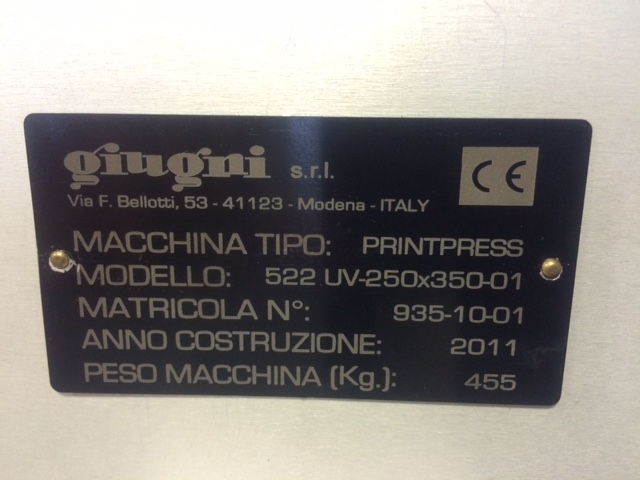 giugni s.r.l.
CE
Via F. Bellotti, 53 - 41123 - Modena - ITALY
MACCHINA TIPO: PRINTPRESS
MODELLO: 522 UV-250x350-01
MATRICOLA N°: 935-10-01
ANNO COSTRUZIONE: 2011
PESO MACCHINA (Kg.): 455